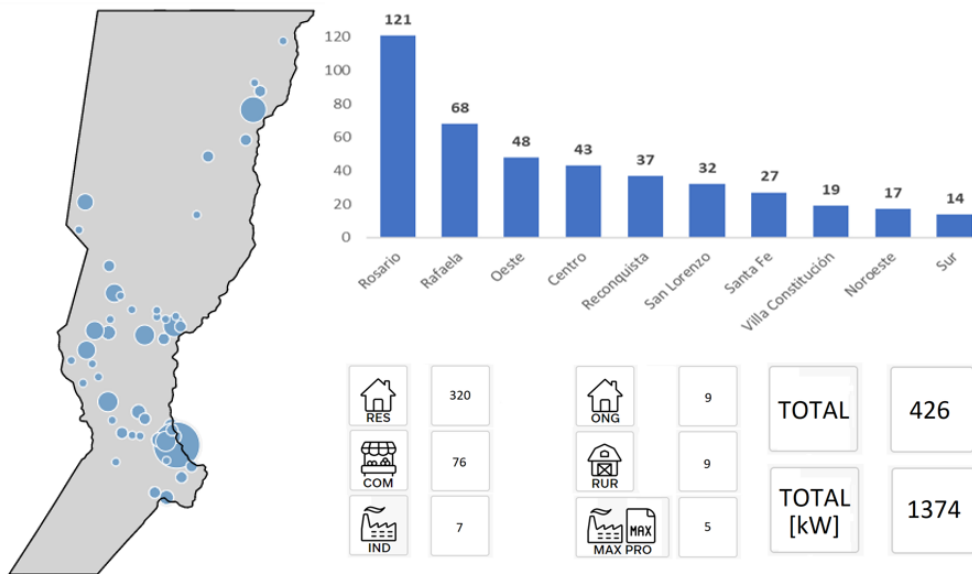 121
68
48
43
37
32
27
19
17
14
120
100
80
60
40
20
0
Rosario
Rafaela
Oeste
Centro
Reconquista
San Lorenzo
Santa Fe
Villa Constitución
Noroeste
Sur
RES
320
ONG
9
TOTAL
426
COM
76
RUR
9
TOTAL
[kW]
1374
IND
7
MAX
MAX PRO
5